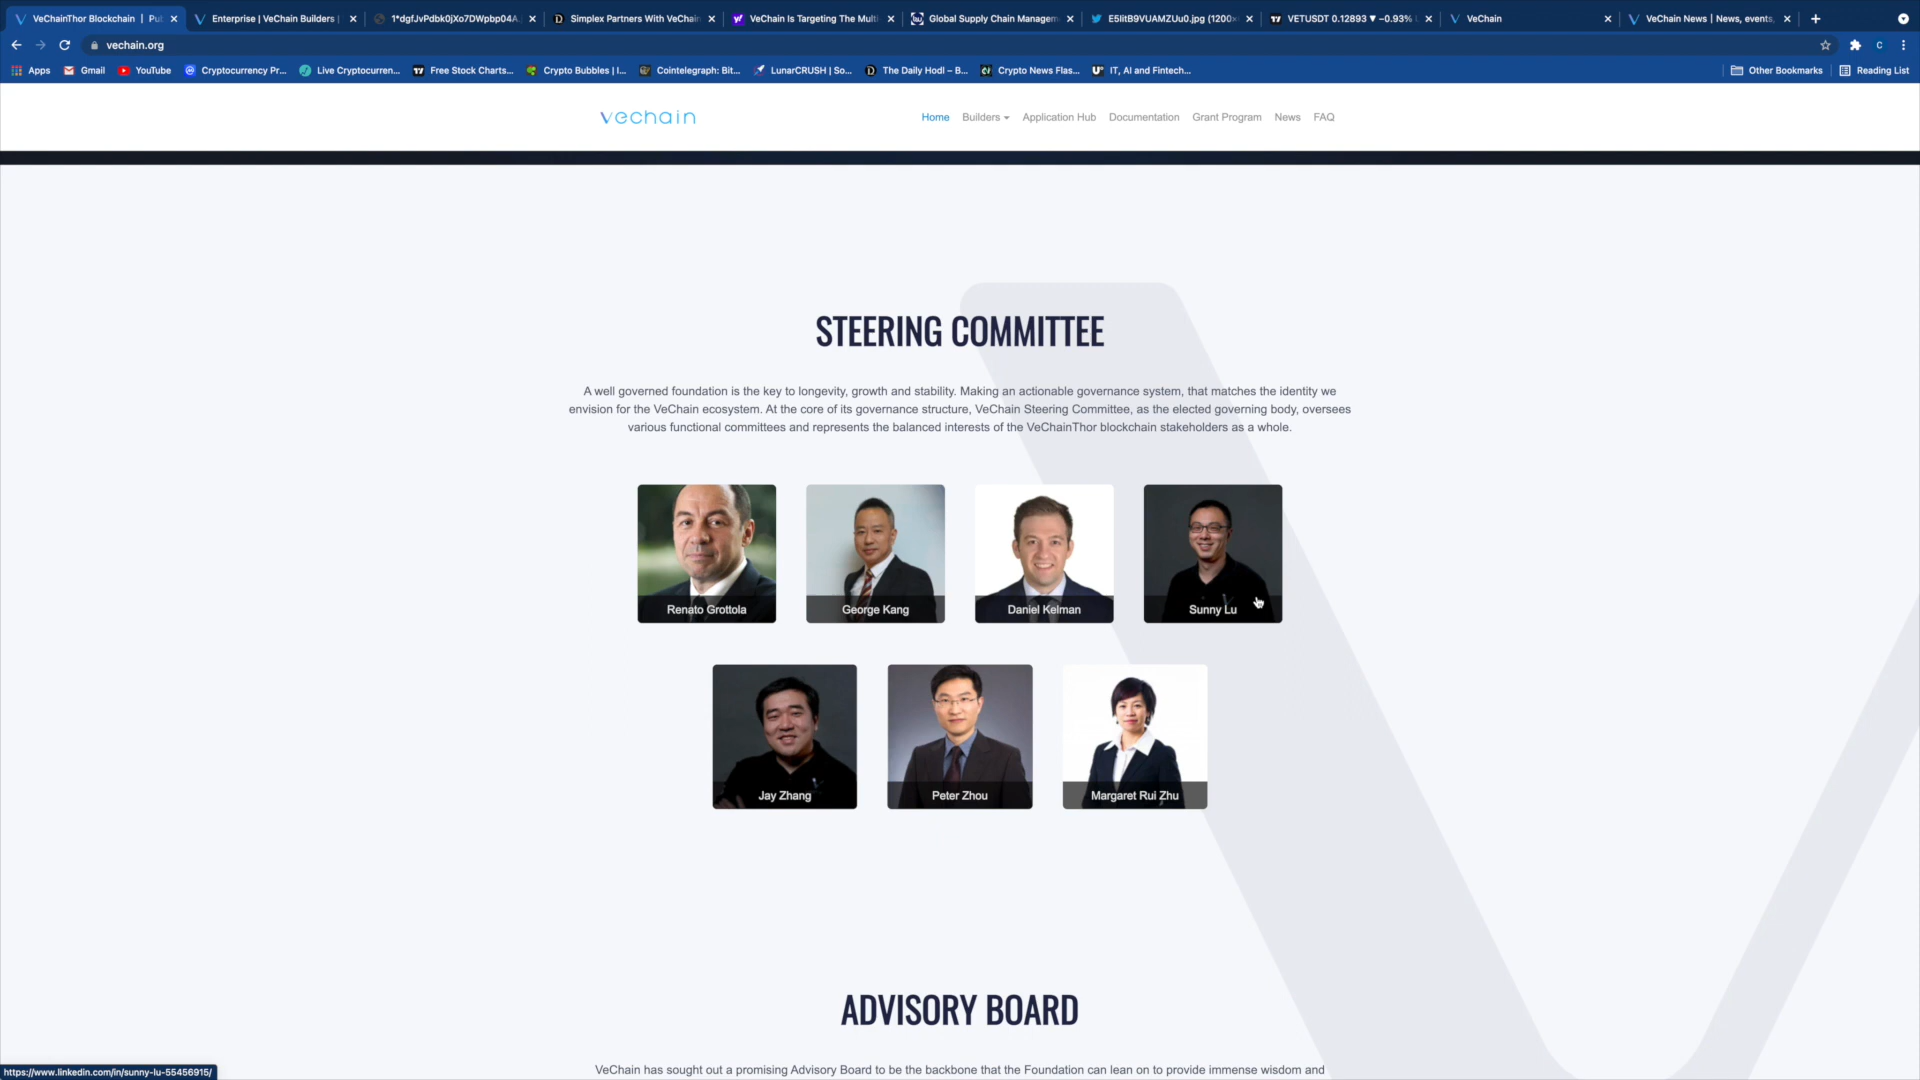 VeChainThor Blockchain | Pu
Enterprise | VeChain Builders |
1*dgfJvPdbk0jXo7DWpbp04A.
Simplex Partners With VeChain
VeChain Is Targeting The Multi
Global Supply Chain Managem
E5IitB9VUAMZUu0.jpg (1200×
VETUSDT 0.12893 ▼ −0.93%
VeChain
VeChain News | News, events,
vechain.org
C
Apps
Gmail
YouTube
Cryptocurrency Pr...
Live Cryptocurren...
Free Stock Charts...
Crypto Bubbles | I...
Cointelegraph: Bit...
LunarCRUSH | So...
The Daily Hodl – B...
Crypto News Flas...
IT, AI and Fintech...
Other Bookmarks
Reading List
vechain
Home
Builders
Application Hub
Documentation
Grant Program
News
FAQ
STEERING COMMITTEE
A well governed foundation is the key to longevity, growth and stability. Making an actionable governance system, that matches the identity we
envision for the VeChain ecosystem. At the core of its governance structure, VeChain Steering Committee, as the elected governing body, oversees
various functional committees and represents the balanced interests of the VeChainThor blockchain stakeholders as a whole.
Renato Grottola
George Kang
Daniel Kelman
Sunny Lu
Jay Zhang
Peter Zhou
Margaret Rui Zhu
ADVISORY BOARD
VeChain has sought out a promising Advisory Board to be the backbone that the Foundation can lean on to provide immense wisdom and
https://www.linkedin.com/in/sunny-lu-55456915/